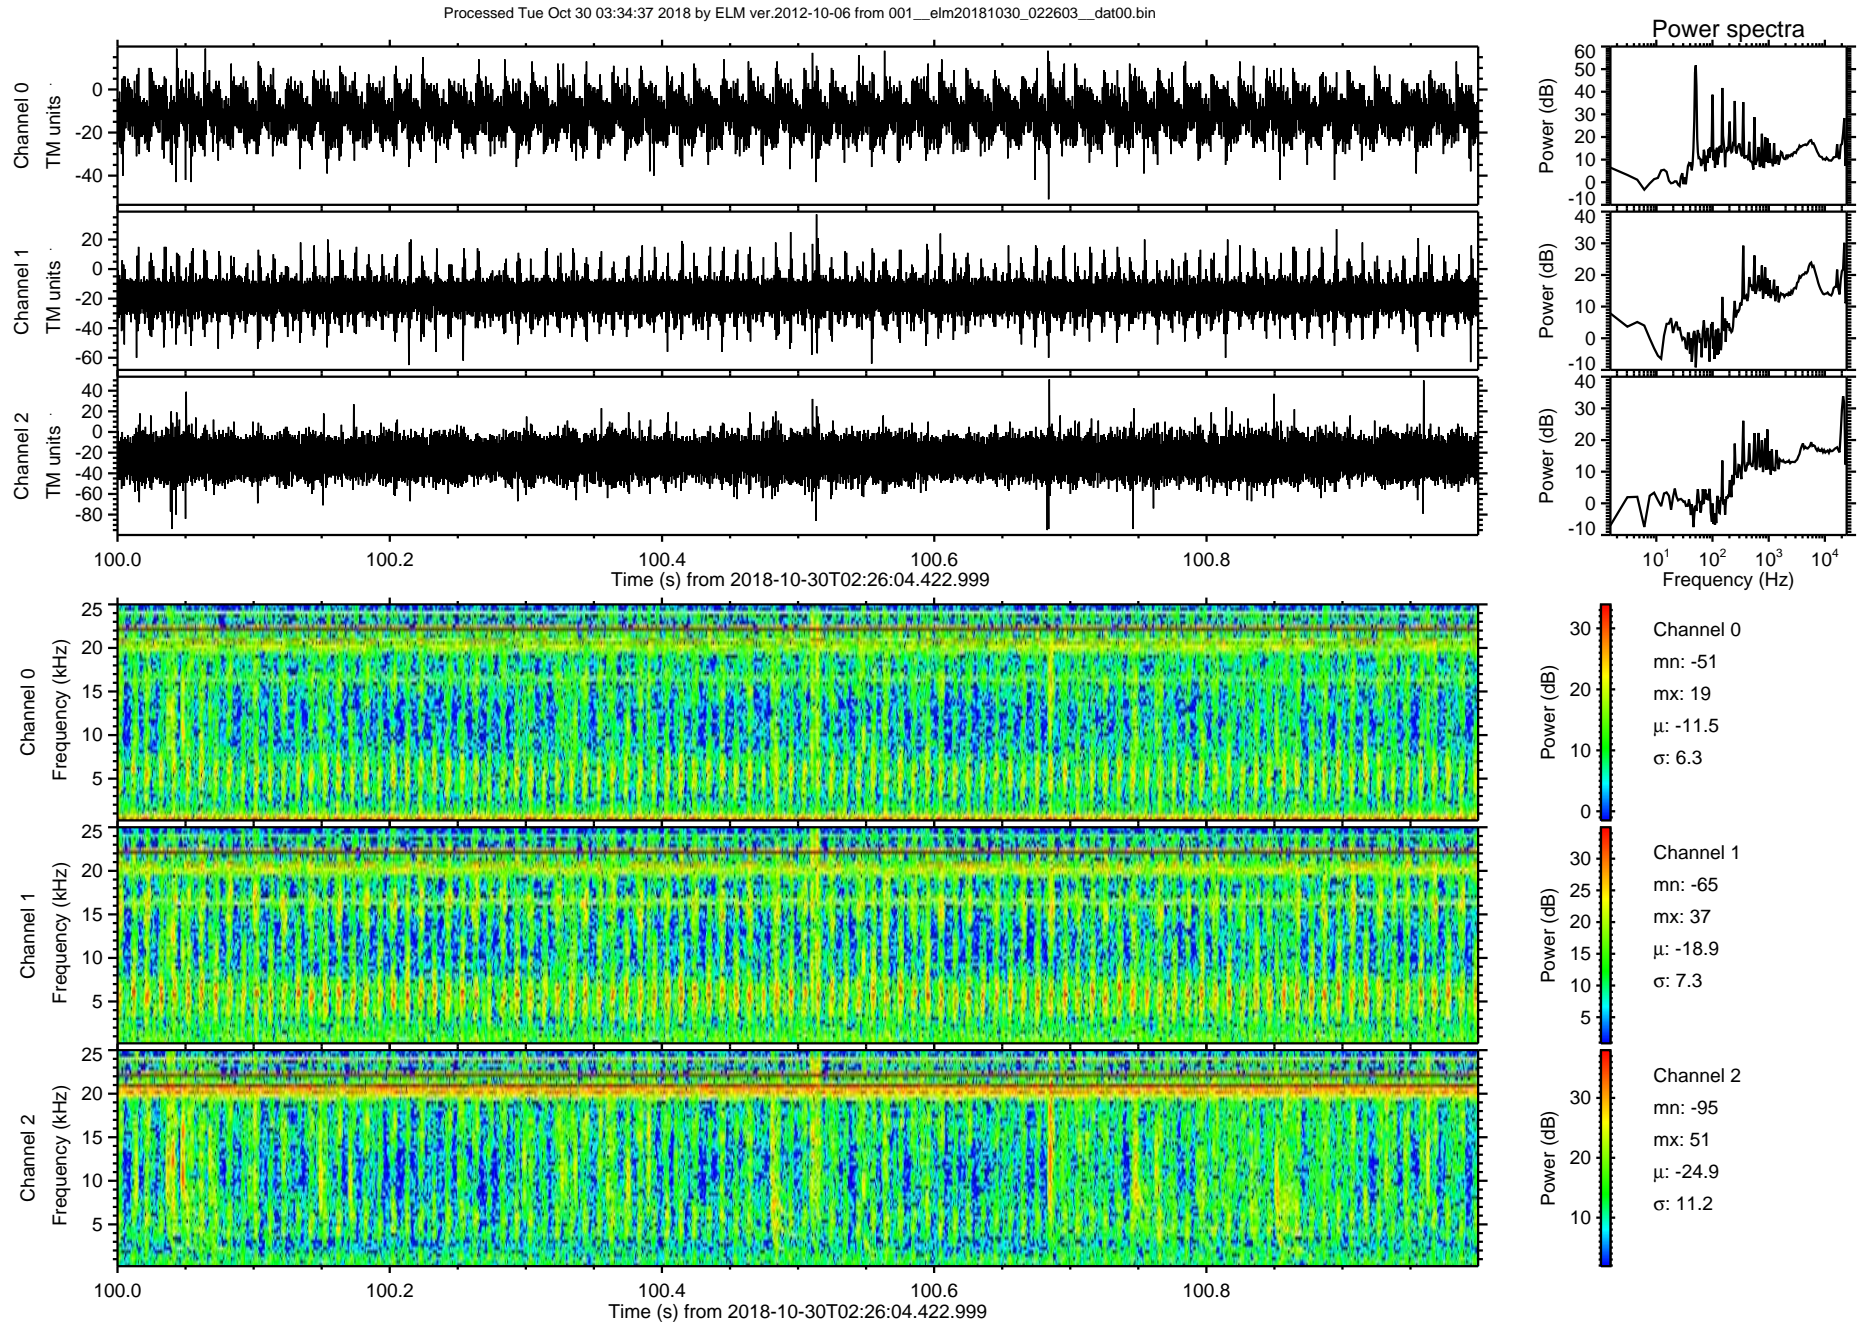 Processed Tue Oct 30 03:34:37 2018 by ELM ver.2012-10-06 from 001__elm20181030_022603__dat00.bin
Power spectra
Channel 0
TM units
0
-20
-40
Power (dB)
60
50
40
30
20
10
0
-10
Channel 1
TM units
20
0
-20
-40
-60
Power (dB)
40
30
20
10
0
-10
Channel 2
TM units
40
20
0
-20
-40
-60
-80
Power (dB)
40
30
20
10
0
-10
100.0 100.2 100.4 100.6 100.8
Time (s) from 2018-10-30T02:26:04.422.999
10¹ 10² 10³ 10⁴
Frequency (Hz)
Channel 0
Frequency (kHz)
25
20
15
10
5
Power (dB)
30
20
10
0
Channel 0
mn: -51
mx: 19
μ: -11.5
σ: 6.3
Channel 1
Frequency (kHz)
25
20
15
10
5
Power (dB)
30
25
20
15
10
5
Channel 1
mn: -65
mx: 37
μ: -18.9
σ: 7.3
Channel 2
Frequency (kHz)
25
20
15
10
5
Power (dB)
30
20
10
Channel 2
mn: -95
mx: 51
μ: -24.9
σ: 11.2
100.0 100.2 100.4 100.6 100.8
Time (s) from 2018-10-30T02:26:04.422.999